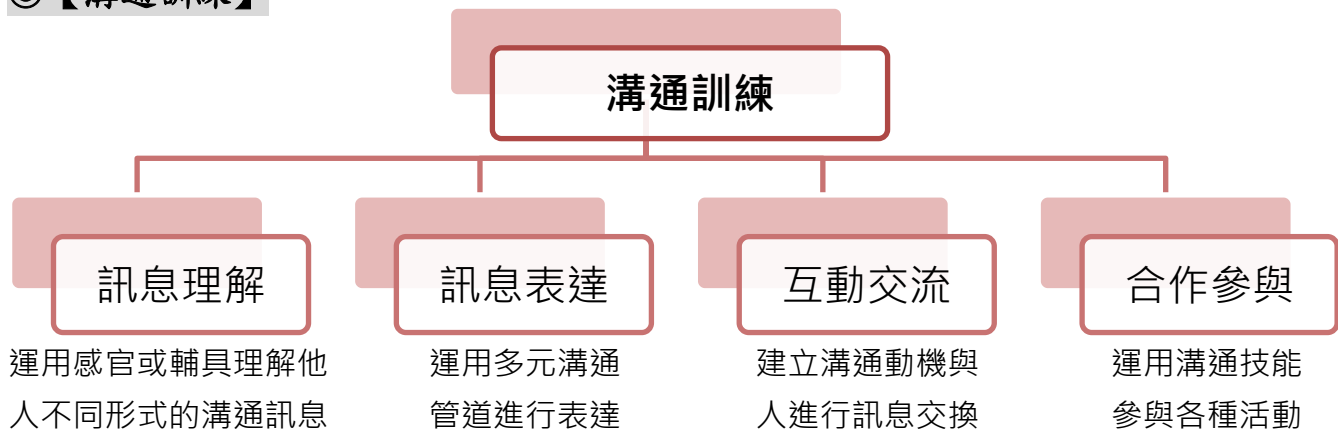 【溝通訓練】
溝通訓練
訊息理解
訊息表達
互動交流
合作參與
運用感官或輔具理解他
人不同形式的溝通訊息
運用多元溝通
管道進行表達
建立溝通動機與
人進行訊息交換
運用溝通技能
參與各種活動